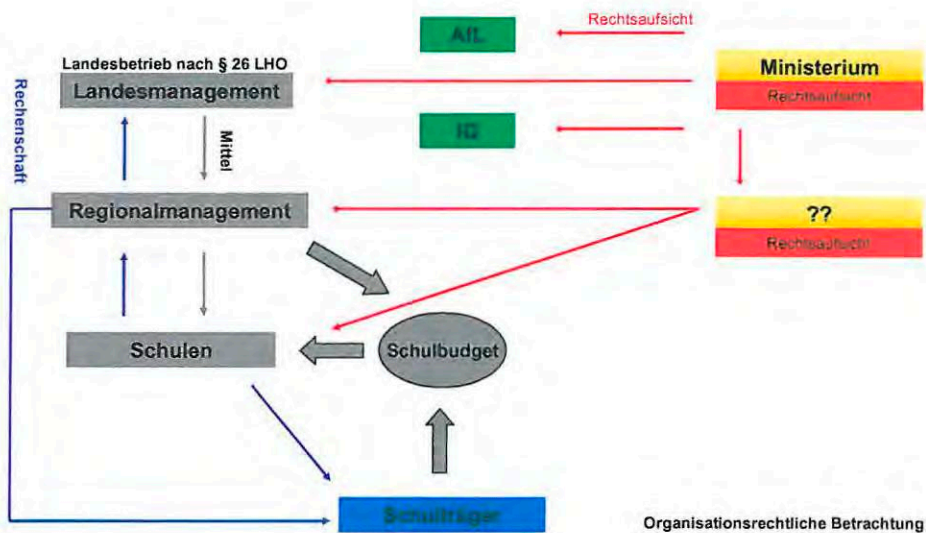 AfL
Rechtsaufsicht
Landesbetrieb nach § 26 LHO
Landesmanagement
Ministerium
Rechtsaufsicht
IQ
Rechenschaft
Mittel
Regionalmanagement
??
Rechtsaufsicht
Schulen
Schulbudget
Schulträger
Organisationsrechtliche Betrachtung